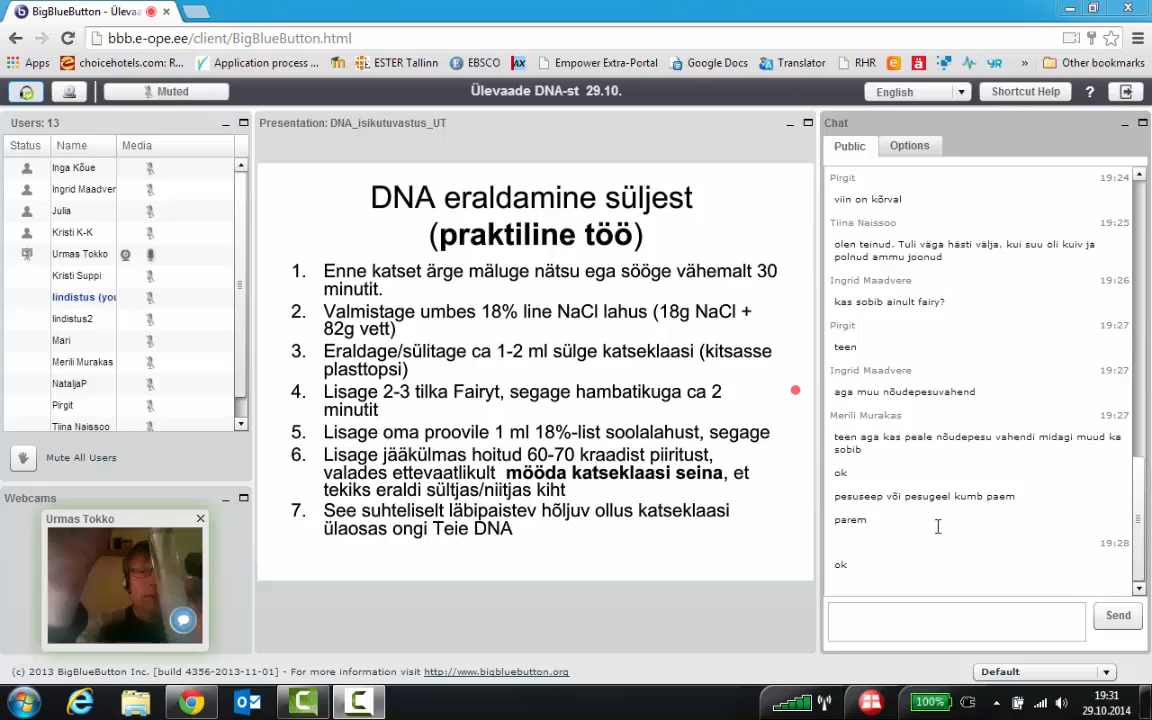 BigBlueButton - Ülevaa
bbb.e-ope.ee/client/BigBlueButton.html
Apps
choicehotels.com: R...
Application process ...
ESTER Tallinn
EBSCO
Empower Extra-Portal
Google Docs
Translator
RHR
Other bookmarks
Muted
Ülevaade DNA-st 29.10.
English
Shortcut Help
?
Users: 13
Status Name Media
Inga Kõue
Ingrid Maadver
Julia
Kristi K-K
Urmas Tokko
Kristi Suppi
lindistus (you
lindistus2
Mari
Merili Murakas
NataljaP
Pirgit
Tiina Naissoo
Mute All Users
Webcams
Urmas Tokko
Presentation: DNA_isikutuvastus_UT
DNA eraldamine süljest
(praktiline töö)
1. Enne katset ärge mäluge nätsu ega sööge vähemalt 30
minutit.
2. Valmistage umbes 18% line NaCl lahus (18g NaCl +
82g vett)
3. Eraldage/sülitage ca 1-2 ml sülge katseklaasi (kitsasse
plasttopsi)
4. Lisage 2-3 tilka Fairyt, segage hambatikuga ca 2
minutit
5. Lisage oma proovile 1 ml 18%-list soolalahust, segage
6. Lisage jääkülmas hoitud 60-70 kraadist piiritust,
valades ettevaatlikult mööda katseklaasi seina, et
tekiks eraldi sültjas/niitjas kiht
7. See suhteliselt läbipaistev hõljuv ollus katseklaasi
ülaosas ongi Teie DNA
Chat
Public Options
Pirgit 19:24
viin on kõrval
Tiina Naissoo 19:25
olen teinud. Tuli väga hästi välja, kui suu oli kuiv ja
polnud ammu joonud
Ingrid Maadvere 19:26
kas sobib ainult fairy?
Pirgit 19:27
teen
Ingrid Maadvere 19:27
aga muu nõudepesuvahend
Merili Murakas 19:27
teen aga kas peale nõudepesu vahendi midagi muud ka
sobib
ok
pesuseep või pesugeel kumb paem
parem
19:28
ok
Send
(c) 2013 BigBlueButton Inc. [build 4356-2013-11-01] - For more information visit http://www.bigbluebutton.org
Default
100%
19:31
29.10.2014